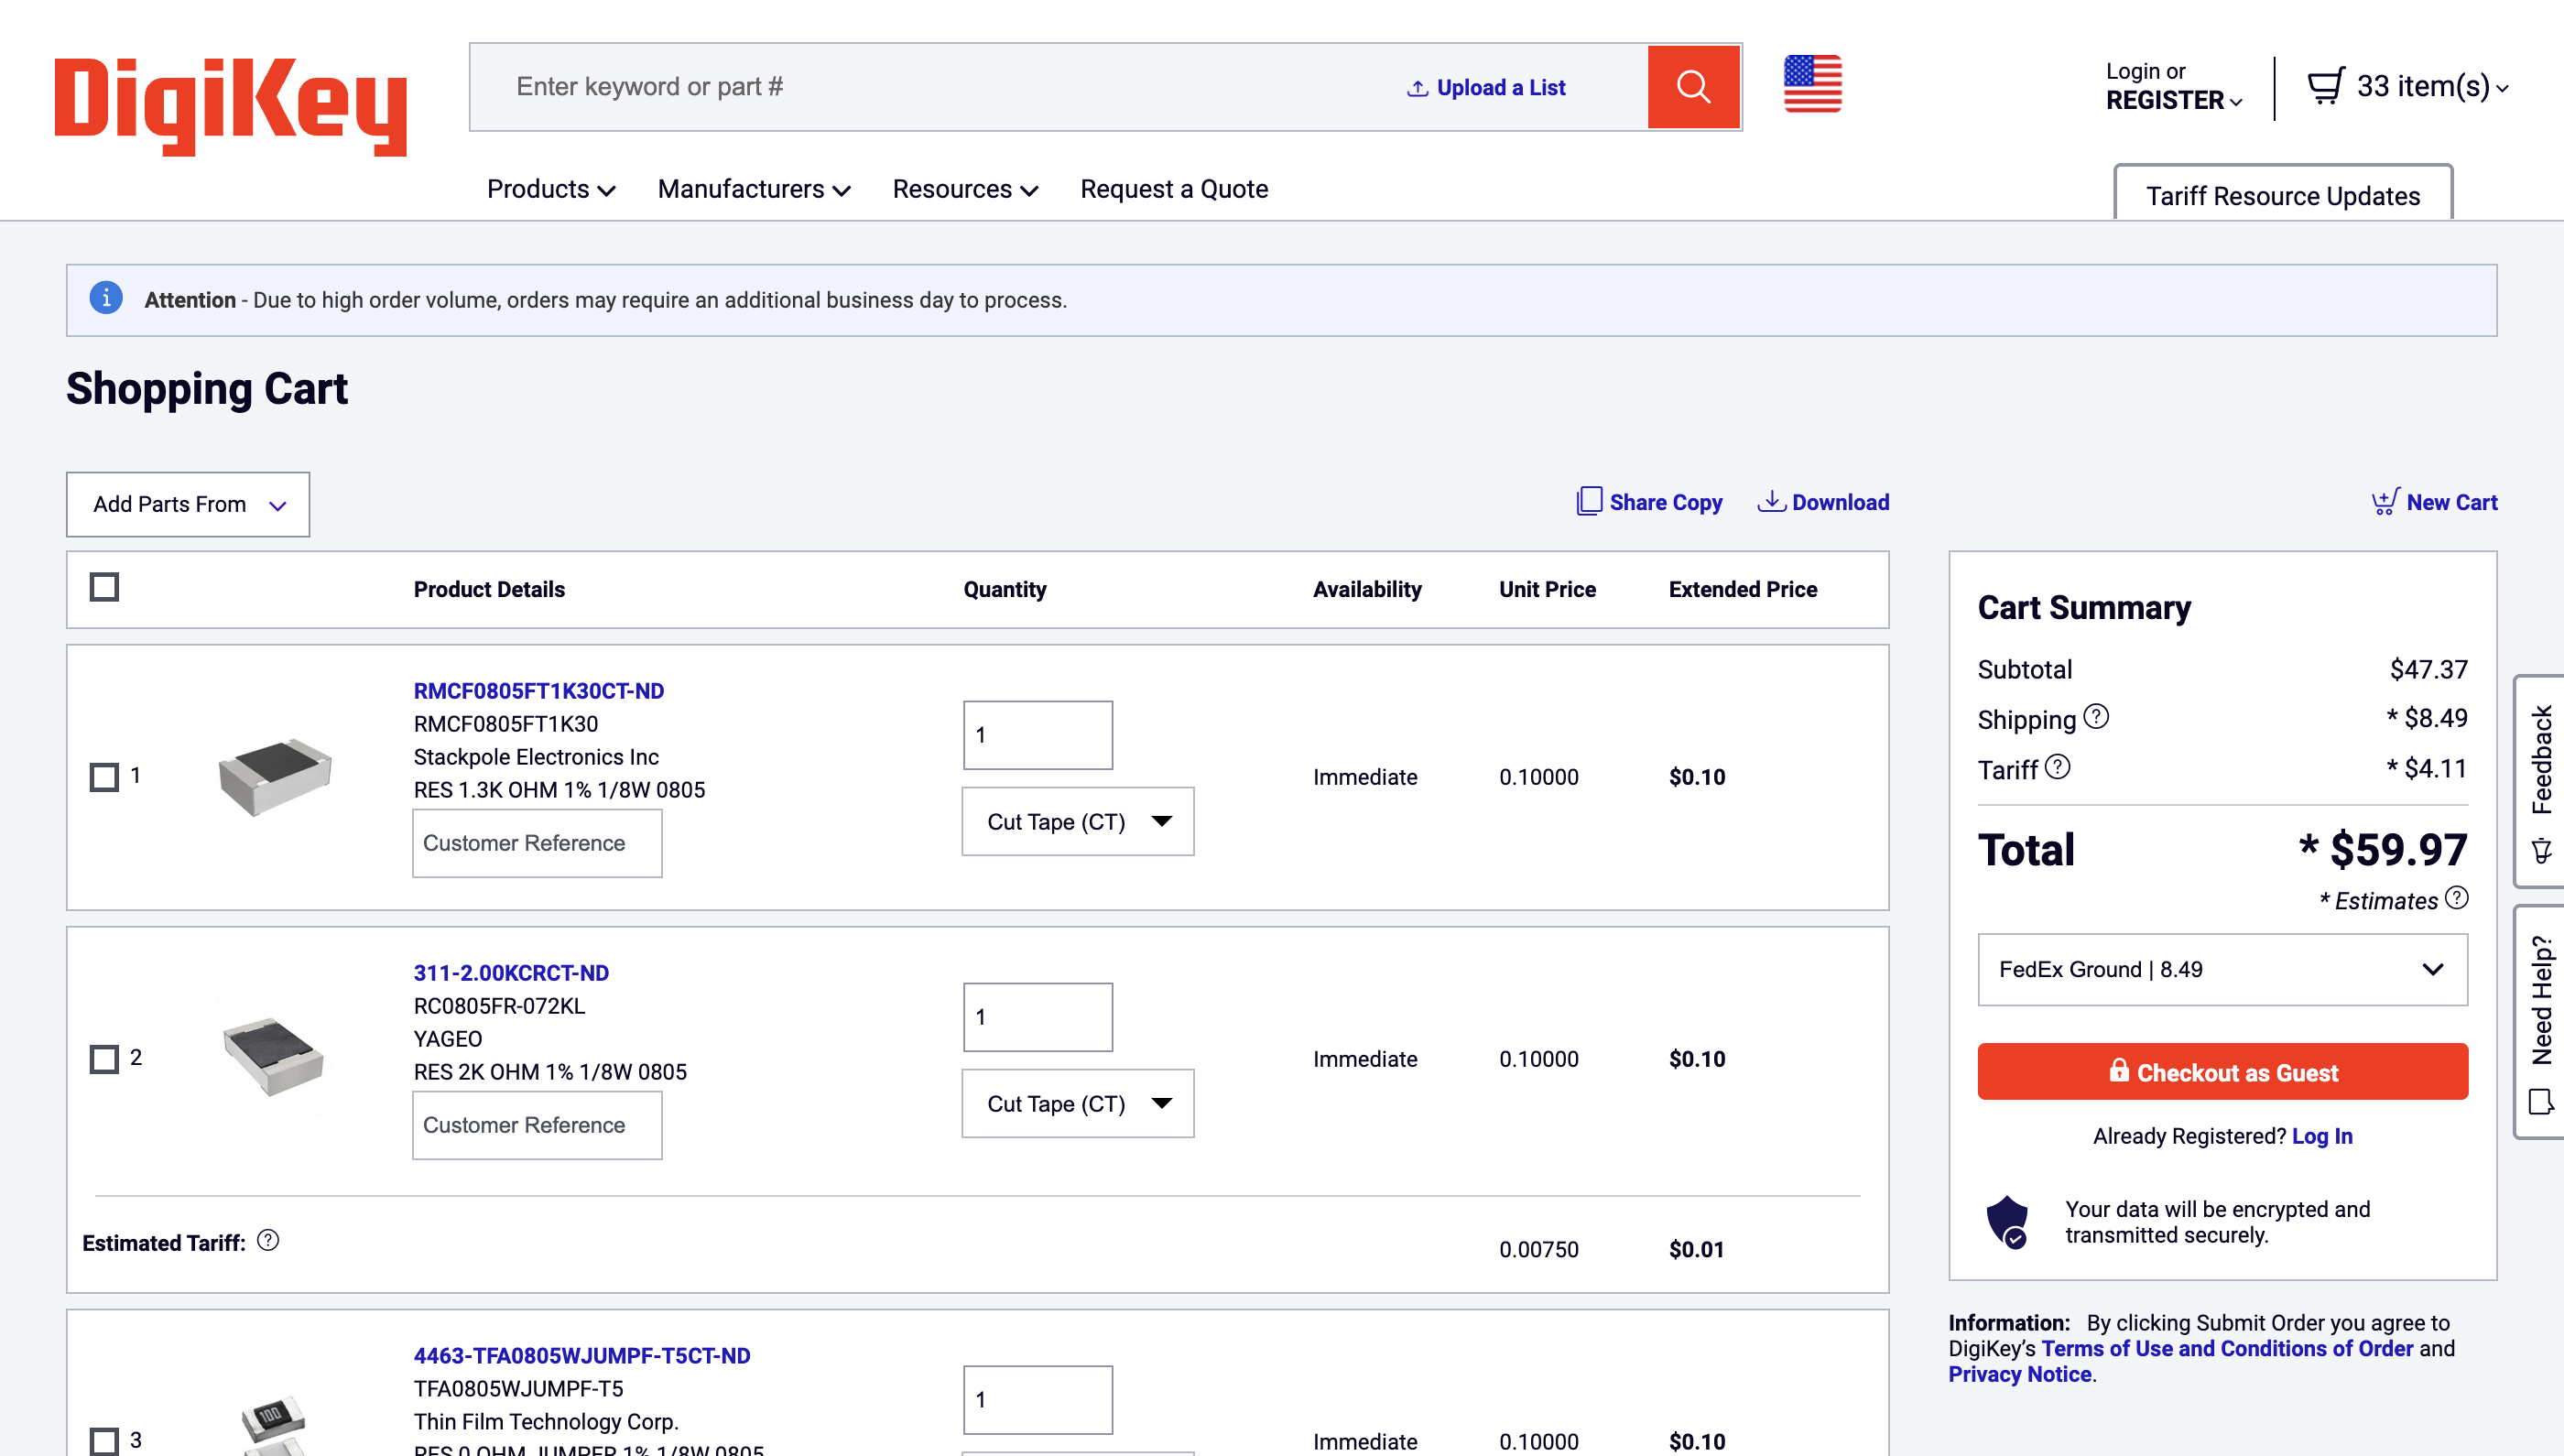 DigiKey
Enter keyword or part #
Upload a List
Login or
REGISTER
33 item(s)
Products
Manufacturers
Resources
Request a Quote
Tariff Resource Updates
Attention - Due to high order volume, orders may require an additional business day to process.
Shopping Cart
Add Parts From
Share Copy
Download
New Cart
Product Details
Quantity
Availability
Unit Price
Extended Price
1
RMCF0805FT1K30CT-ND
RMCF0805FT1K30
Stackpole Electronics Inc
RES 1.3K OHM 1% 1/8W 0805
Customer Reference
1
Cut Tape (CT)
Immediate
0.10000
$0.10
2
311-2.00KCRCT-ND
RC0805FR-072KL
YAGEO
RES 2K OHM 1% 1/8W 0805
Customer Reference
1
Cut Tape (CT)
Immediate
0.10000
$0.10
Estimated Tariff:
0.00750
$0.01
3
100
4463-TFA0805WJUMPF-T5CT-ND
TFA0805WJUMPF-T5
Thin Film Technology Corp.
RES 0 OHM JUMPER 1% 1/8W 0805
1
Immediate
0.10000
$0.10
Cart Summary
Subtotal $47.37
Shipping * $8.49
Tariff * $4.11
Total * $59.97
* Estimates
FedEx Ground | 8.49
Checkout as Guest
Already Registered? Log In
Your data will be encrypted and
transmitted securely.
Information: By clicking Submit Order you agree to
DigiKey's Terms of Use and Conditions of Order and
Privacy Notice.
Feedback
Need Help?